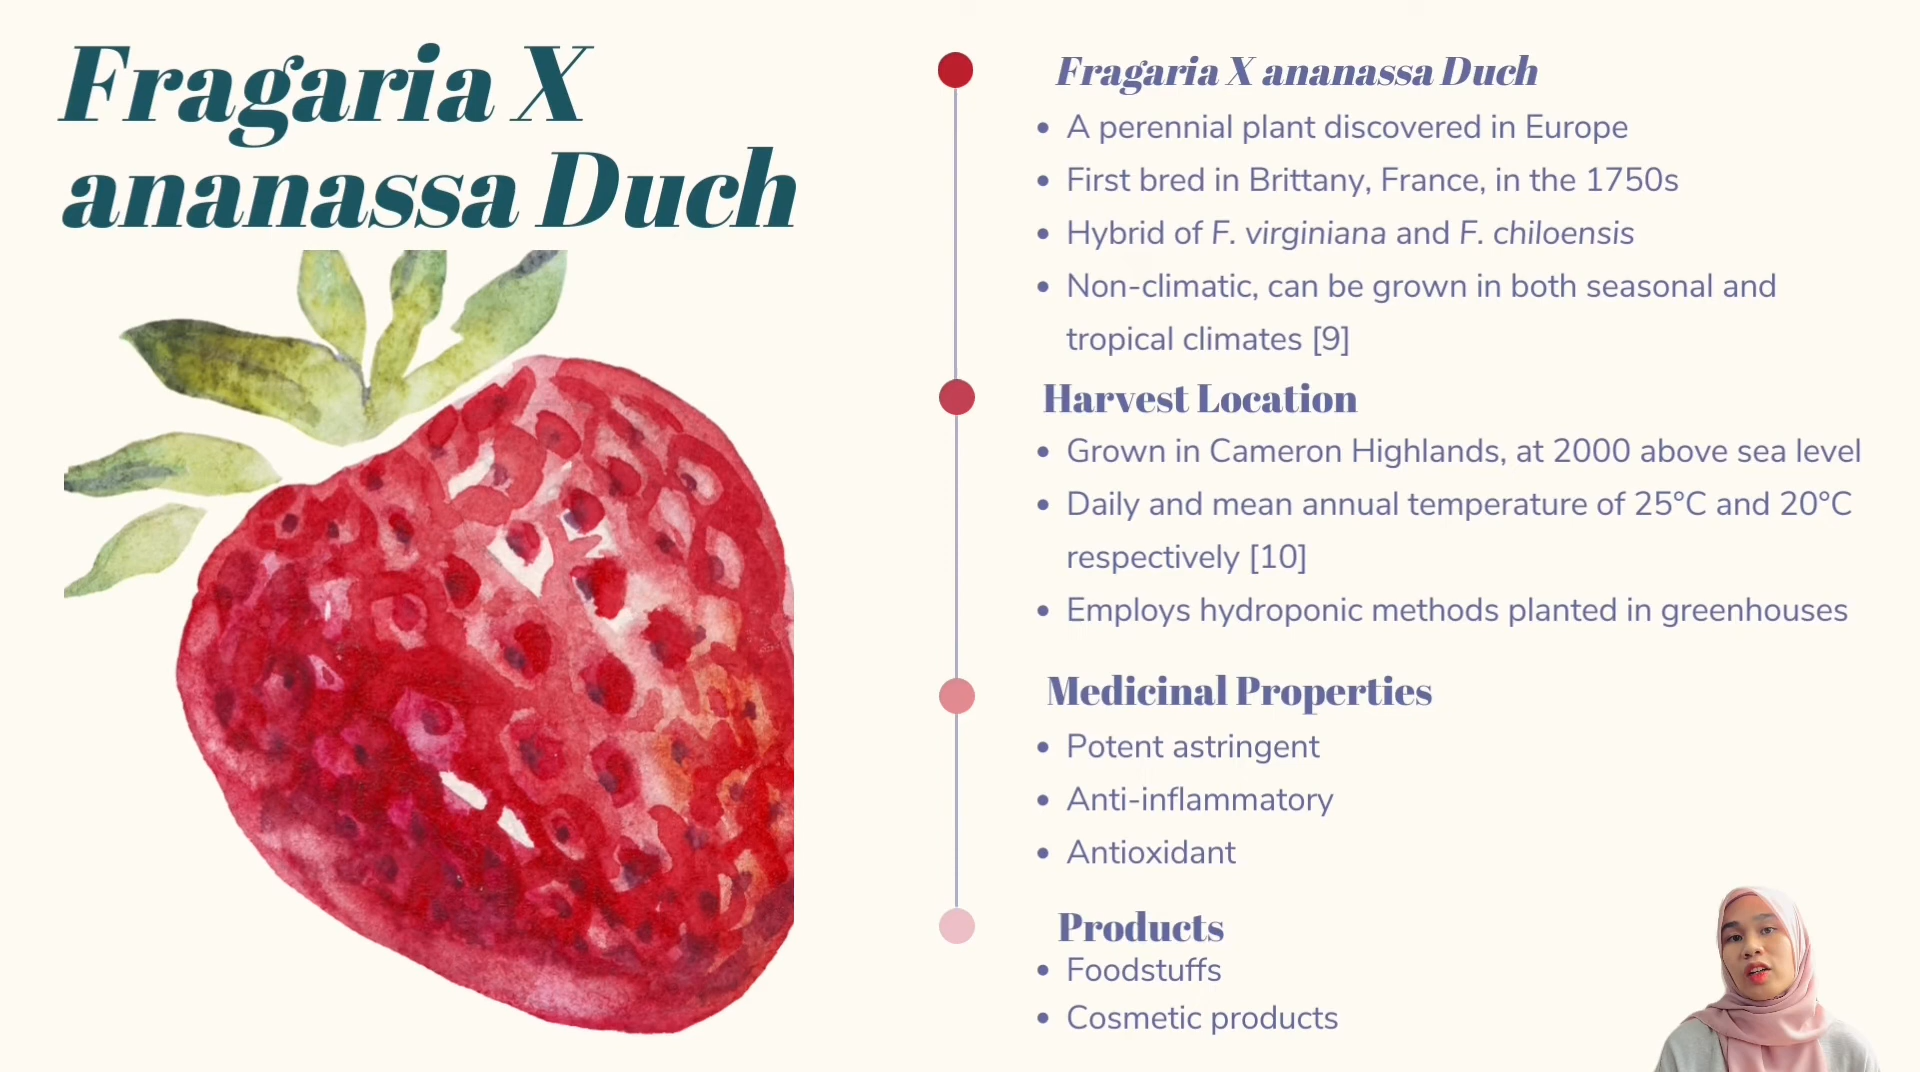 Fragaria X
ananassa Duch
Fragaria X ananassa Duch
• A perennial plant discovered in Europe
• First bred in Brittany, France, in the 1750s
• Hybrid of F. virginiana and F. chiloensis
• Non-climatic, can be grown in both seasonal and
tropical climates [9]
Harvest Location
• Grown in Cameron Highlands, at 2000 above sea level
• Daily and mean annual temperature of 25°C and 20°C
respectively [10]
• Employs hydroponic methods planted in greenhouses
Medicinal Properties
• Potent astringent
• Anti-inflammatory
• Antioxidant
Products
• Foodstuffs
• Cosmetic products